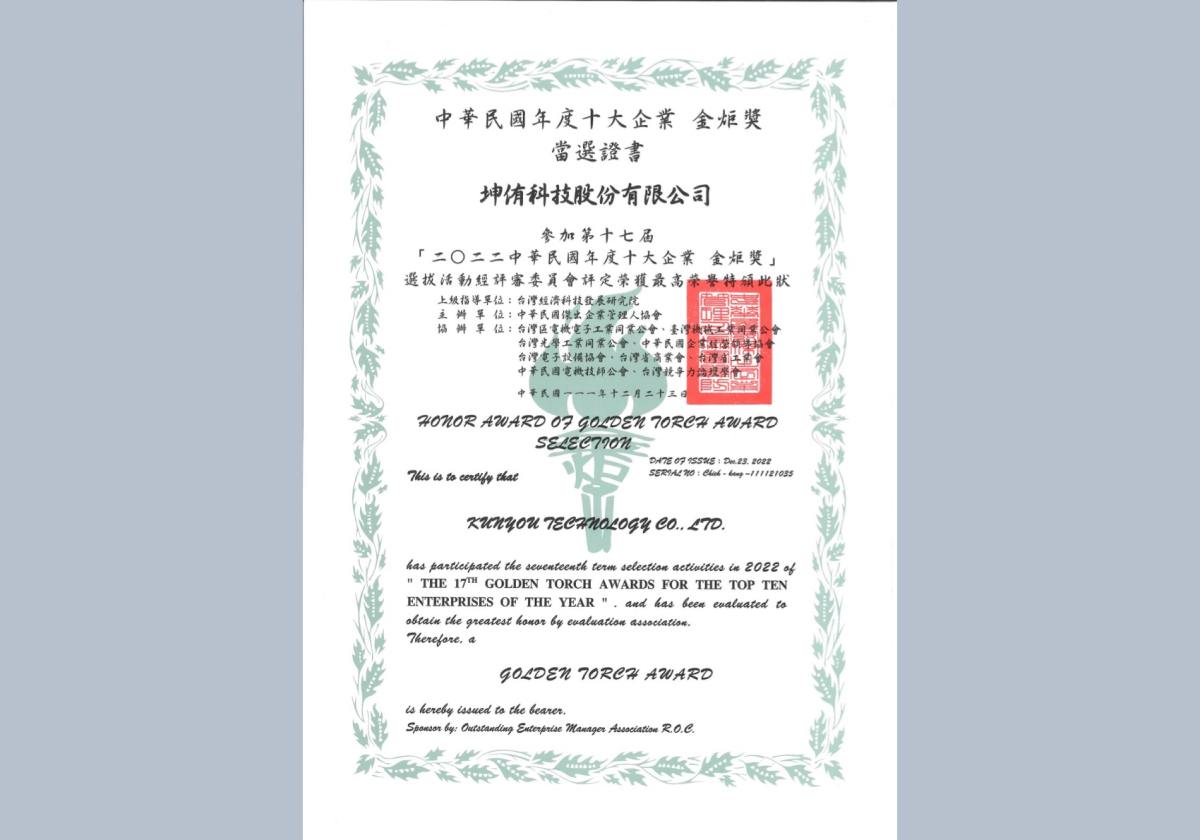 中華民國年度十大企業 金炬獎
當選證書
坤侑科技股份有限公司
參加第十七屆
「二〇二二中華民國年度十大企業 金炬獎」
選拔活動經評審委員會評定榮獲最高榮譽特頒此狀
上級指導單位：台灣經濟科技發展研究院
主辦單位：中華民國傑出企業管理人協會
協辦單位：台灣區電機電子工業同業公會、臺灣機械工業同業公會
台灣光學工業同業公會、中華民國企業經營領導協會
台灣電子設備協會、台灣省商業會、台灣省工業會
中華民國電機技師公會、台灣競爭力論壇學會
中華民國一一一年十二月二十三日
HONOR AWARD OF GOLDEN TORCH AWARD
SELECTION
DATE OF ISSUE : Dec.23. 2022
SERIAL NO : Chieh - kang -111121035
This is to certify that
炬
KUNYOU TECHNOLOGY CO., LTD.
has participated the seventeenth term selection activities in 2022 of
" THE 17TH GOLDEN TORCH AWARDS FOR THE TOP TEN
ENTERPRISES OF THE YEAR " . and has been evaluated to
obtain the greatest honor by evaluation association.
Therefore, a
GOLDEN TORCH AWARD
is hereby issued to the bearer.
Sponsor by: Outstanding Enterprise Manager Association R.O.C.